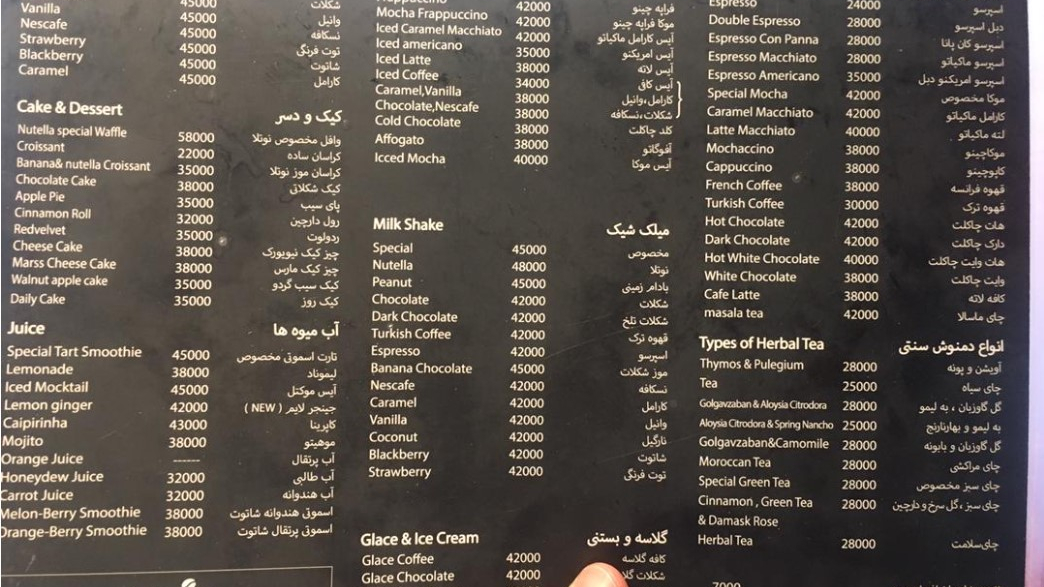 Vanilla 45000 شکلات
Nescafe 45000 وانیل
Strawberry 45000 نسکافه
Blackberry 45000 توت فرنگی
Caramel 45000 شاتوت
45000 کارامل
Cake & Dessert کیک و دسر
Nutella special Waffle 58000 وافل مخصوص نوتلا
Croissant 22000 کراسان ساده
Banana& nutella Croissant 35000 کراسان موز نوتلا
Chocolate Cake 38000 کیک شکلاتی
Apple Pie 35000 پای سیب
Cinnamon Roll 32000 رول دارچین
Redvelvet 35000 ردولوت
Cheese Cake 38000 چیز کیک نیویورک
Marss Cheese Cake 38000 چیز کیک مارس
Walnut apple cake 35000 کیک سیب گردو
Daily Cake 35000 کیک روز
Juice آب میوه ها
Special Tart Smoothie 45000 تارت اسموتی مخصوص
Lemonade 38000 لیموناد
Iced Mocktail 45000 آیس موکتل
Lemon ginger 42000 جینجر لایم ( NEW )
Caipirinha 43000 کاپرینا
Mojito 38000 موهیتو
Orange Juice ------ آب پرتقال
Honeydew Juice 32000 آب طالبی
Carrot Juice 32000 آب هندوانه
Melon-Berry Smoothie 38000 اسموتی هندوانه شاتوت
Orange-Berry Smoothie 38000 اسموتی پرتقال شاتوت
42000 فراپه چینو
Mocha Frappuccino 42000 موکا فراپه چینو
Iced Caramel Macchiato 42000 آیس کارامل ماکیاتو
Iced americano 35000 آیس امریکنو
Iced Latte 38000 آیس لاته
Iced Coffee 34000 آیس کافی
Caramel,Vanilla 38000 کارامل،وانیل
Chocolate,Nescafe 38000 شکلات،نسکافه
Cold Chocolate 38000 کلد چاکلت
Affogato 38000 آفوگاتو
Icced Mocha 40000 آیس موکا
Milk Shake میلک شیک
Special 45000 مخصوص
Nutella 48000 نوتلا
Peanut 45000 بادام زمینی
Chocolate 42000 شکلات
Dark Chocolate 42000 شکلات تلخ
Turkish Coffee 42000 قهوه ترک
Espresso 42000 اسپرسو
Banana Chocolate 45000 موز شکلات
Nescafe 42000 نسکافه
Caramel 42000 کارامل
Vanilla 42000 وانیل
Coconut 42000 نارگیل
Blackberry 42000 شاتوت
Strawberry 42000 توت فرنگی
Glace & Ice Cream گلاسه و بستنی
Glace Coffee 42000 کافه گلاسه
Glace Chocolate 42000 شکلات
Espresso 24000 اسپرسو
Double Espresso 28000 دبل اسپرسو
Espresso Con Panna 28000 اسپرسو کان پانا
Espresso Macchiato 28000 اسپرسو ماکیاتو
Espresso Americano 35000 اسپرسو امریکنو دبل
Special Mocha 42000 موکا مخصوص
Caramel Macchiato 42000 کارامل ماکیاتو
Latte Macchiato 40000 لته ماکیاتو
Mochaccino 38000 موکاچینو
Cappuccino 38000 کاپوچینو
French Coffee 38000 قهوه فرانسه
Turkish Coffee 30000 قهوه ترک
Hot Chocolate 42000 هات چاکلت
Dark Chocolate 42000 دارک چاکلت
Hot White Chocolate 40000 هات وایت چاکلت
White Chocolate 38000 وایت چاکلت
Cafe Latte 38000 کافه لاته
masala tea 42000 چای ماسالا
Types of Herbal Tea انواع دمنوش سنتی
Thymos & Pulegium 28000 آویشن و پونه
Tea 25000 چای سیاه
Golgavzaban & Aloysia Citrodora 28000 گل گاوزبان ، به لیمو
Aloysia Citrodora & Spring Nancho 25000 به لیمو و بهارنارنج
Golgavzaban&Camomile 28000 گل گاوزبان و بابونه
Moroccan Tea 28000 چای مراکشی
Special Green Tea 28000 چای سبز مخصوص
Cinnamon , Green Tea 28000 چای سبز ، گل سرخ و دارچین
& Damask Rose
Herbal Tea 28000 چای سلامت
7000